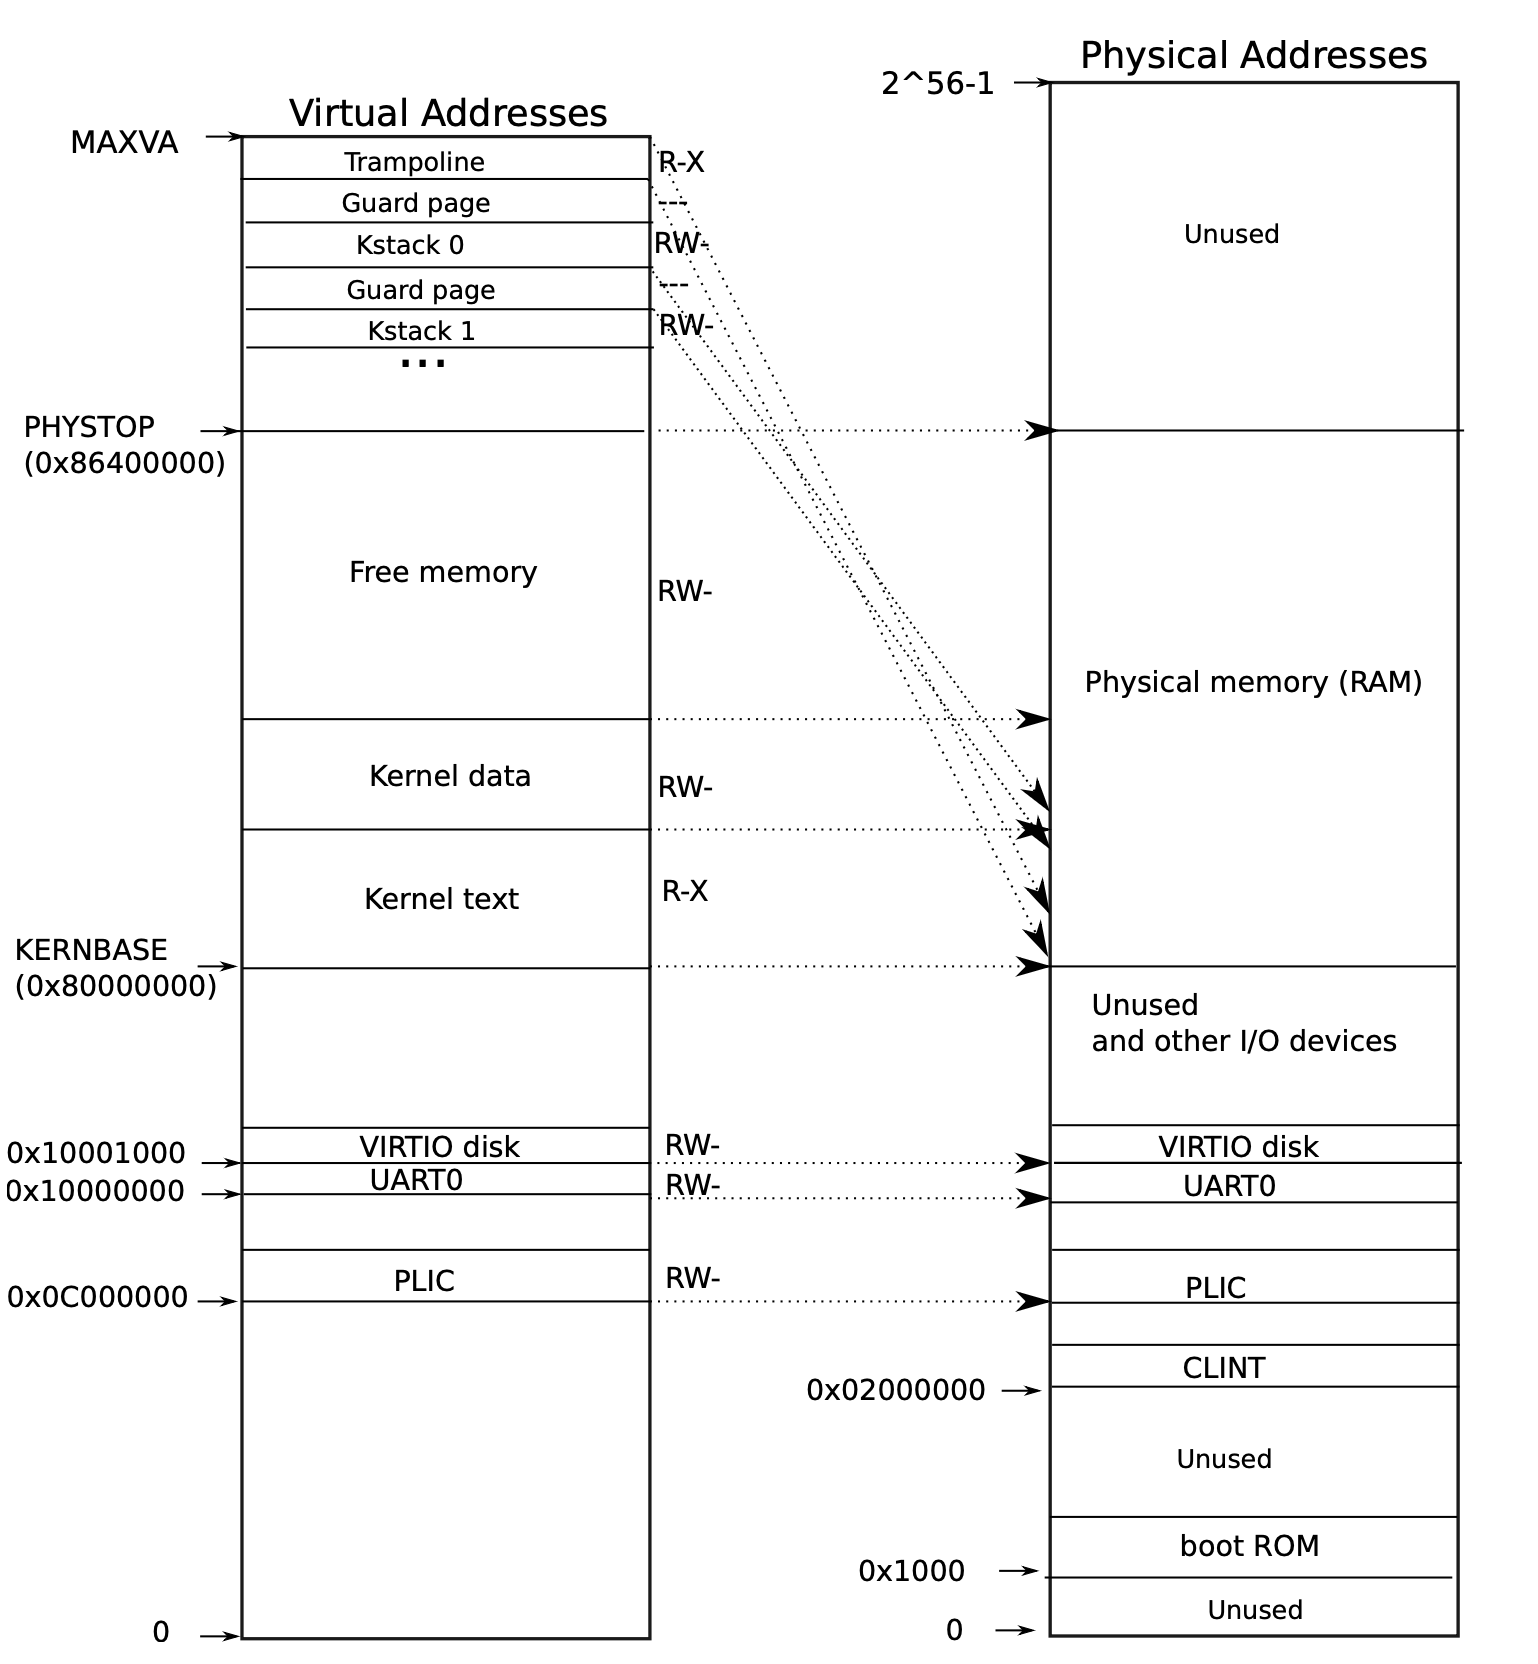 Physical Addresses
2^56-1
Virtual Addresses
MAXVA
Trampoline
R-X
Guard page
---
Unused
Kstack 0
RW-
Guard page
---
Kstack 1
RW-
...
PHYSTOP
(0x86400000)
Free memory
RW-
Physical memory (RAM)
Kernel data
RW-
Kernel text
R-X
KERNBASE
(0x80000000)
Unused
and other I/O devices
0x10001000
VIRTIO disk
RW-
VIRTIO disk
0x10000000
UART0
RW-
UART0
0x0C000000
PLIC
RW-
PLIC
CLINT
0x02000000
Unused
boot ROM
0x1000
Unused
0
0